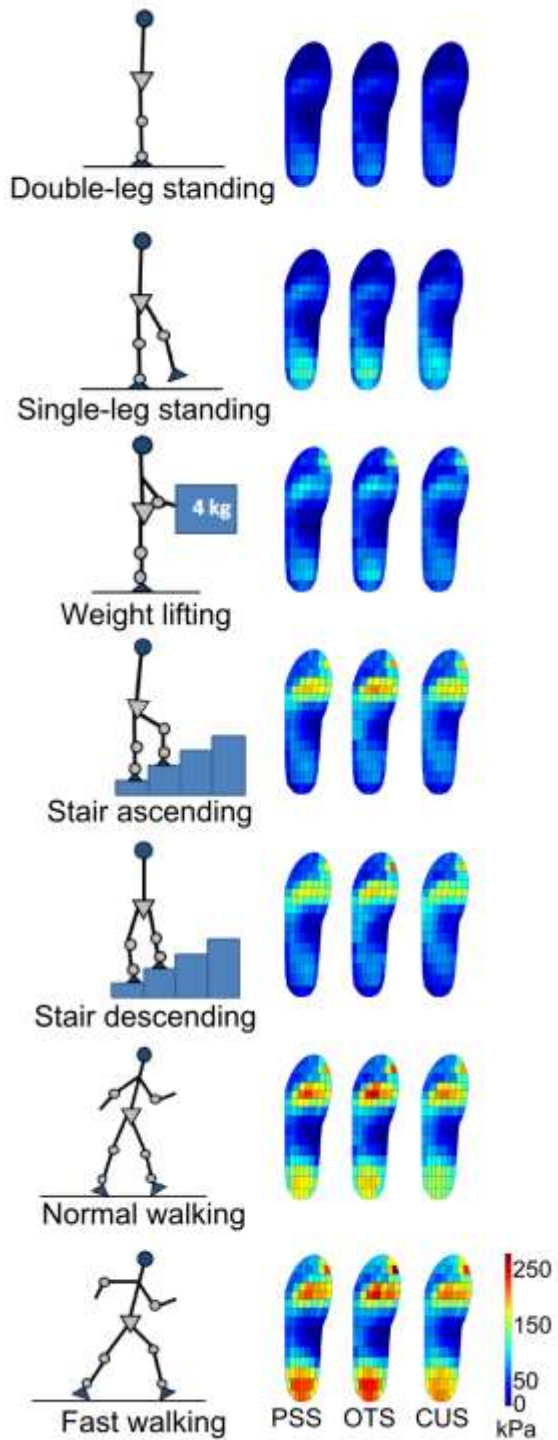 Double-leg standing
Single-leg standing
4 kg
Weight lifting
Stair ascending
Stair descending
Normal walking
250
150
50
0
Fast walking
PSS OTS CUS
kPa